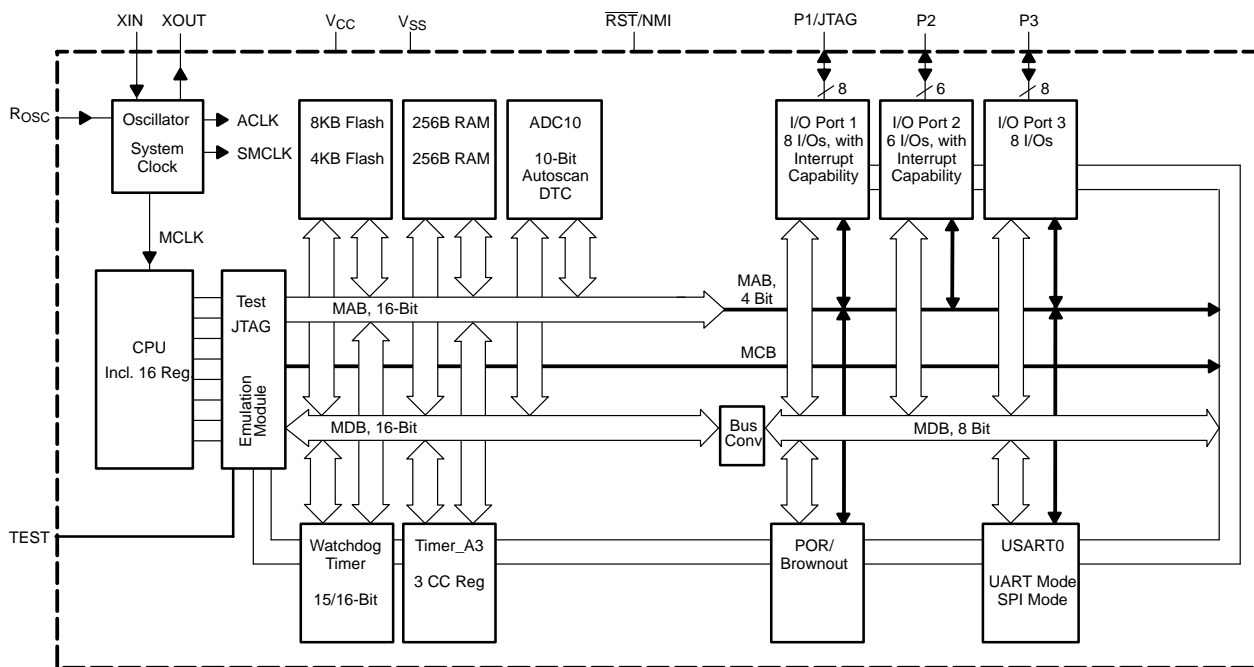 XIN
XOUT
VCC
VSS
RST/NMI
P1/JTAG
P2
P3
8
6
8
ROSC
Oscillator
System
Clock
ACLK
SMCLK
8KB Flash
4KB Flash
256B RAM
256B RAM
ADC10
10-Bit
Autoscan
DTC
I/O Port 1
8 I/Os, with
Interrupt
Capability
I/O Port 2
6 I/Os, with
Interrupt
Capability
I/O Port 3
8 I/Os
MCLK
CPU
Incl. 16 Reg.
Test
JTAG
Emulation
Module
MAB, 16-Bit
MAB,
4 Bit
MCB
MDB, 16-Bit
Bus
Conv
MDB, 8 Bit
TEST
Watchdog
Timer
15/16-Bit
Timer_A3
3 CC Reg
POR/
Brownout
USART0
UART Mode
SPI Mode